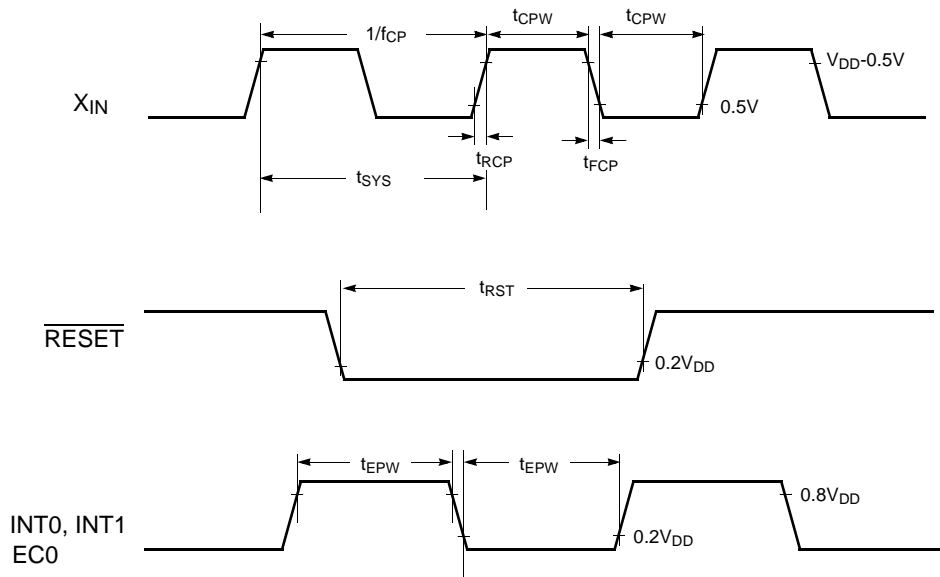 1/fCP
tCPW
tCPW
VDD-0.5V
XIN
0.5V
tRCP
tFCP
tSYS
tRST
RESET
0.2VDD
tEPW
tEPW
0.8VDD
INT0, INT1
0.2VDD
EC0